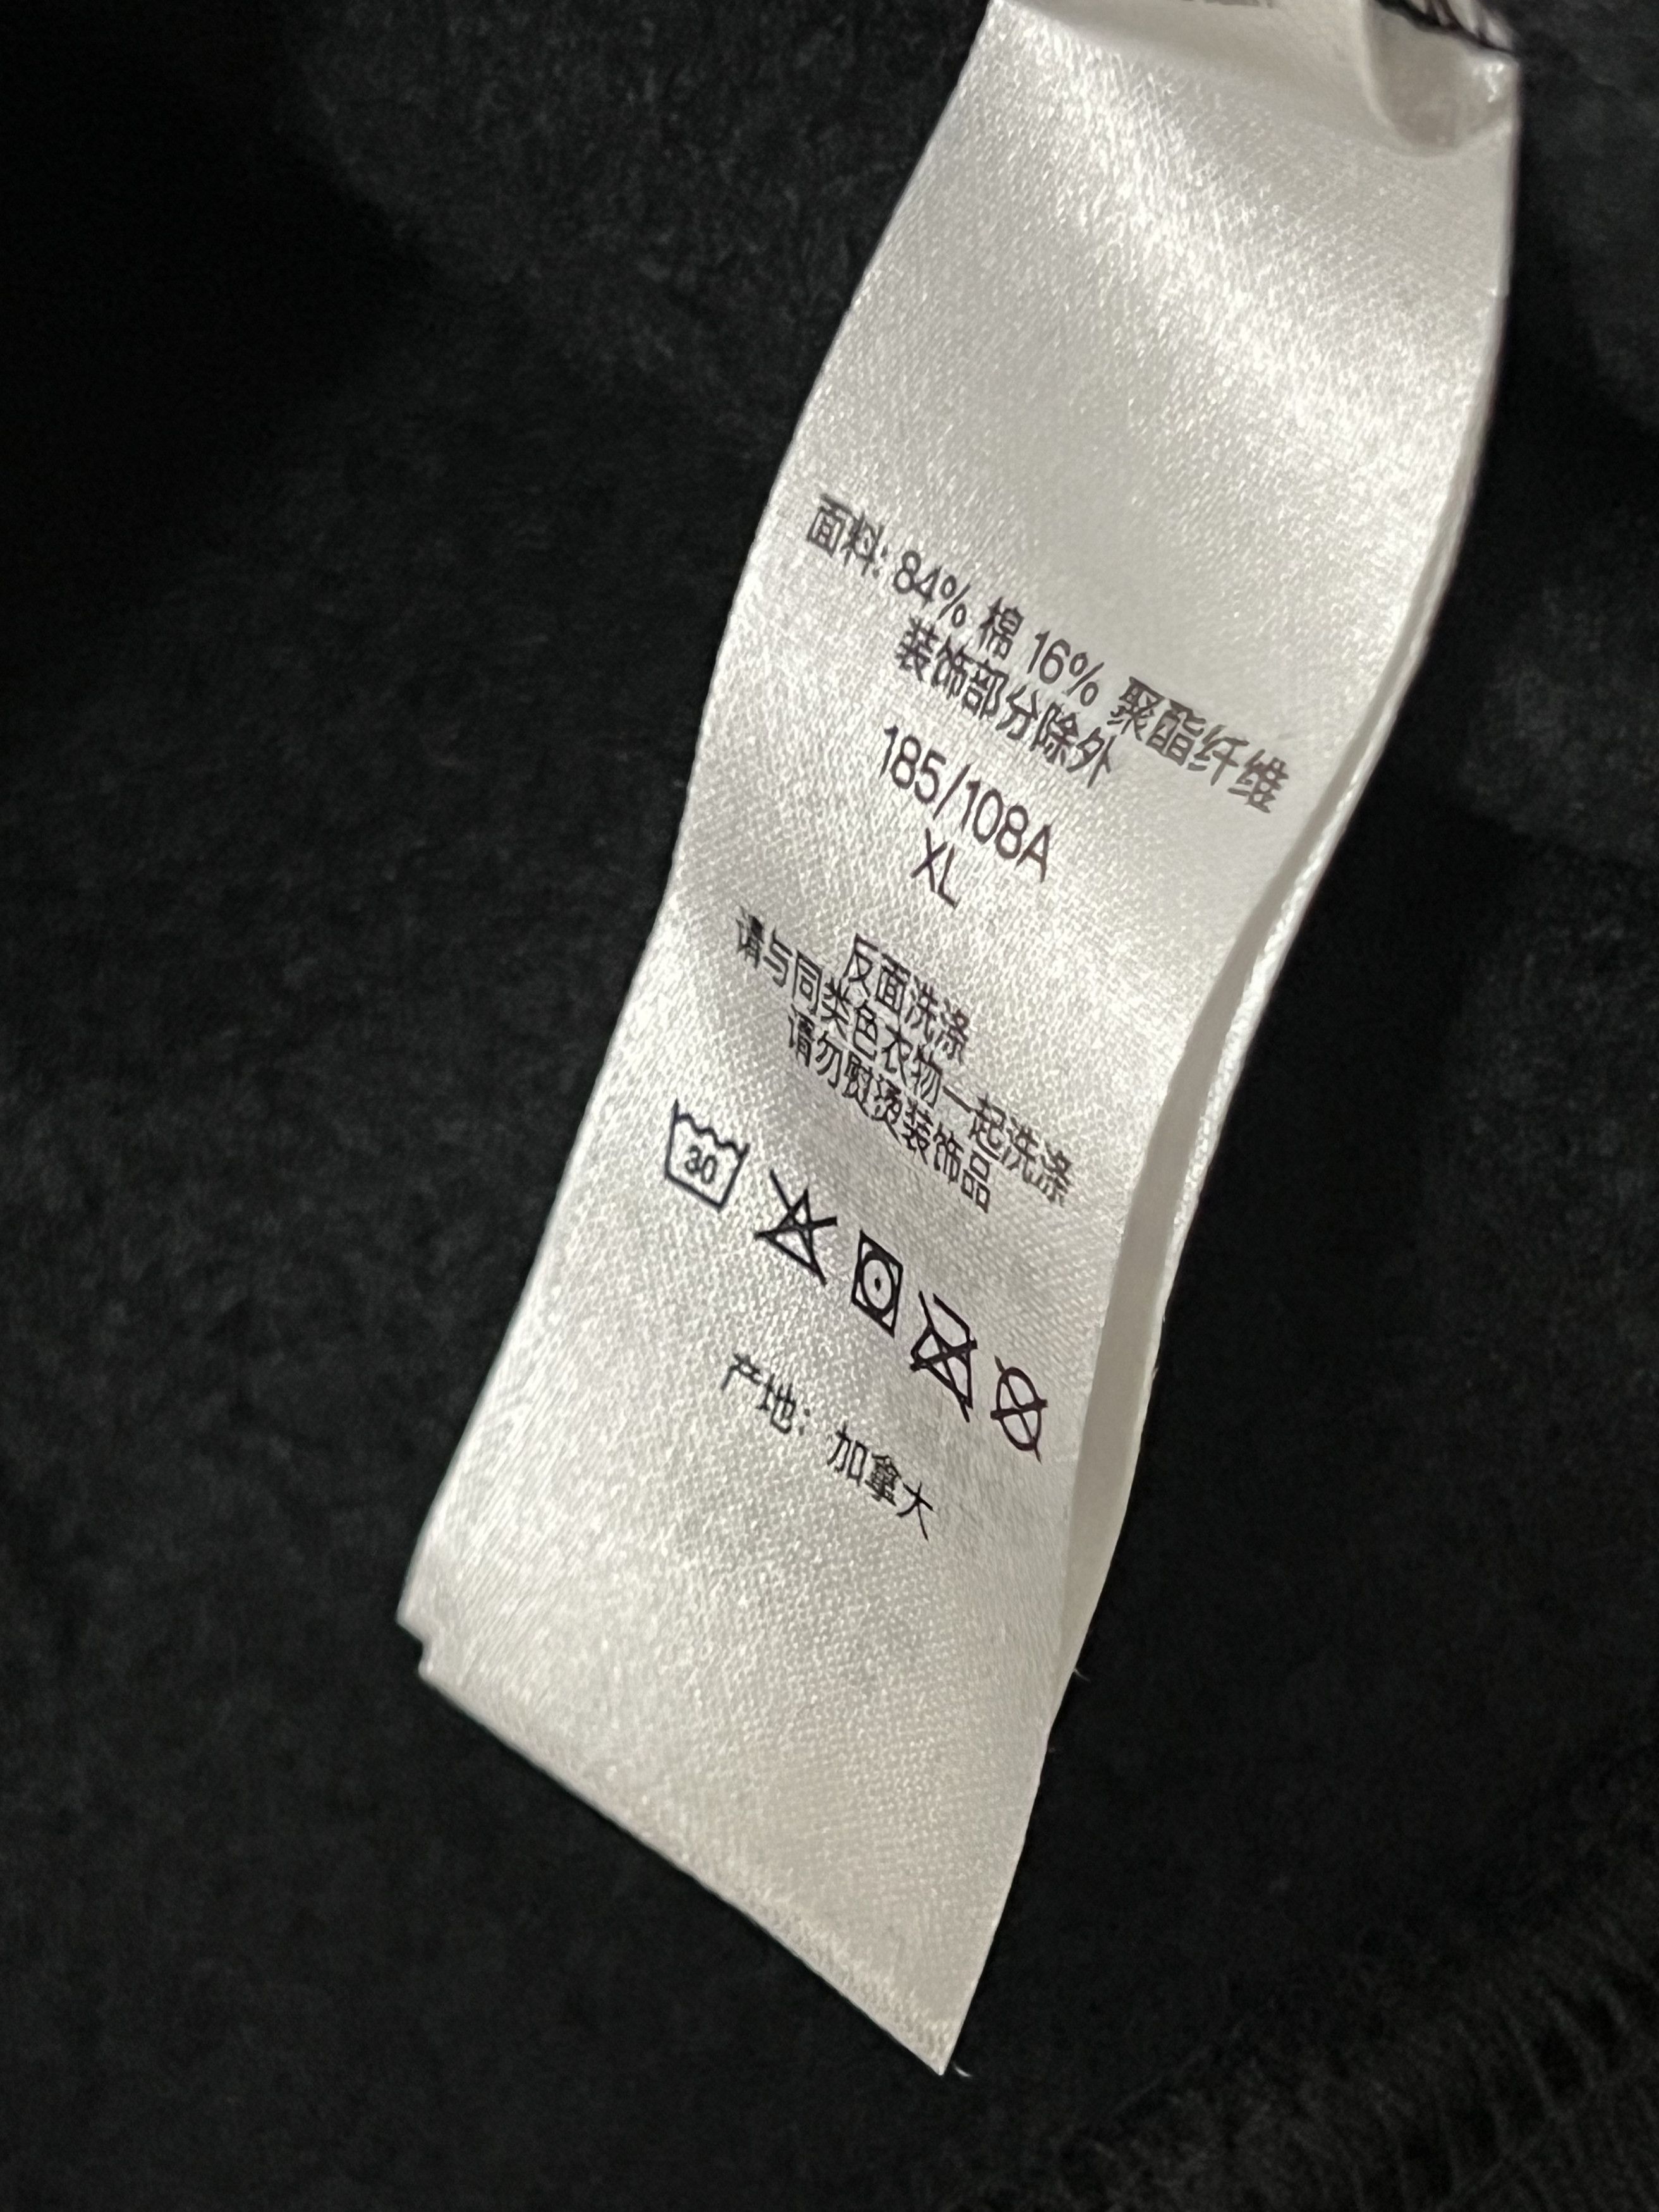 面料: 84% 棉 16% 聚酯纤维
装饰部分除外
185/108A
XL
反面洗涤
请与同类色衣物一起洗涤
请勿熨烫装饰品
30
产地: 加拿大